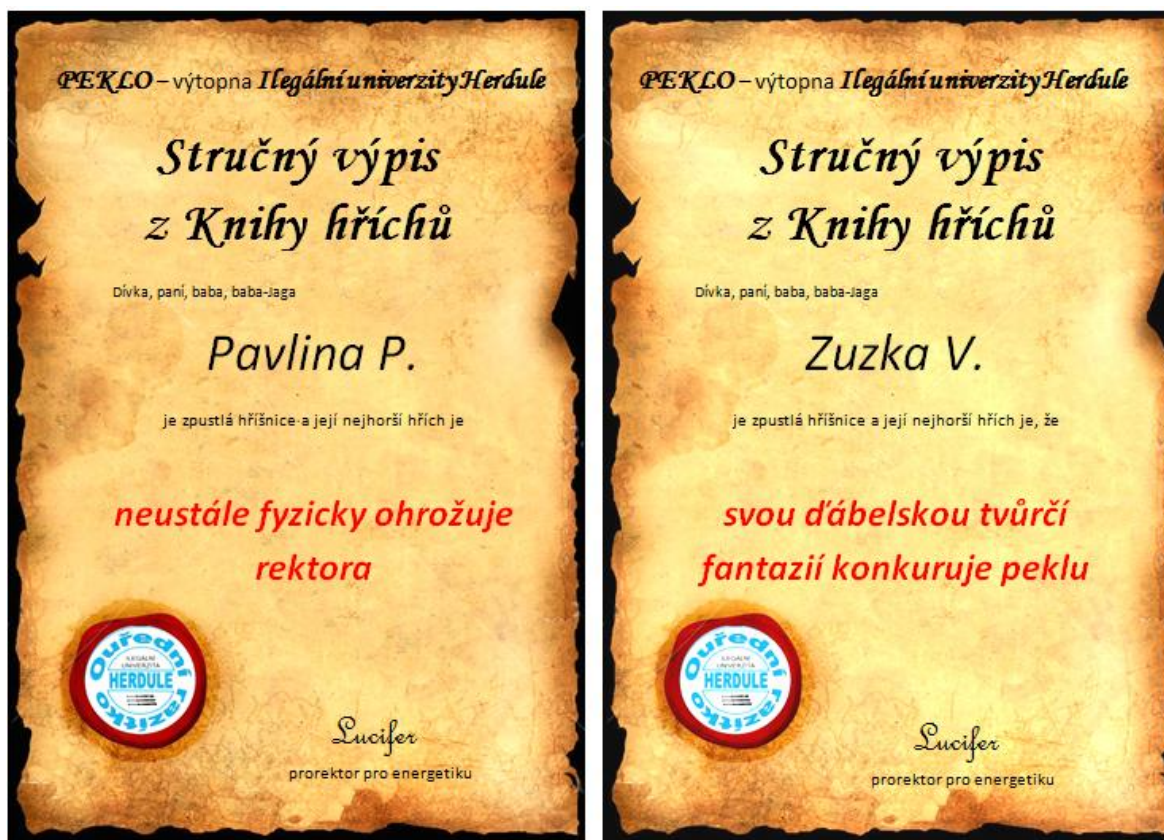 PEKLO – výtopna Ilegální univerzity Herdule
Stručný výpis
z Knihy hříchů
Dívka, paní, baba, baba-Jaga
Pavlina P.
je zpustlá hříšnice a její nejhorší hřích je
neustále fyzicky ohrožuje
rektora
Ouřední razítko
ILEGÁLNÍ
UNIVERZITA
HERDULE
Lucifer
prorektor pro energetiku
PEKLO – výtopna Ilegální univerzity Herdule
Stručný výpis
z Knihy hříchů
Dívka, paní, baba, baba-Jaga
Zuzka V.
je zpustlá hříšnice a její nejhorší hřích je, že
svou ďábelskou tvůrčí
fantazií konkuruje peklu
Ouřední razítko
ILEGÁLNÍ
UNIVERZITA
HERDULE
Lucifer
prorektor pro energetiku